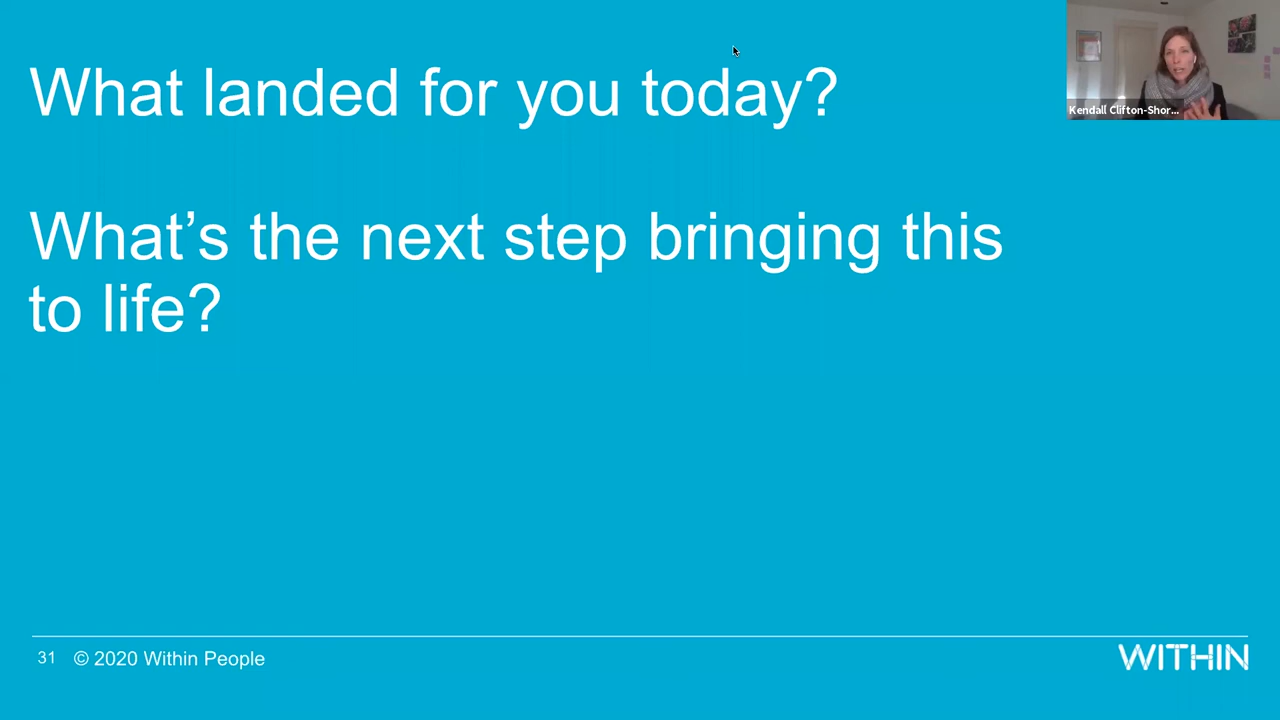 What landed for you today?
What’s the next step bringing this
to life?
Kendall Clifton-Shor...
31 © 2020 Within People
WITHIN